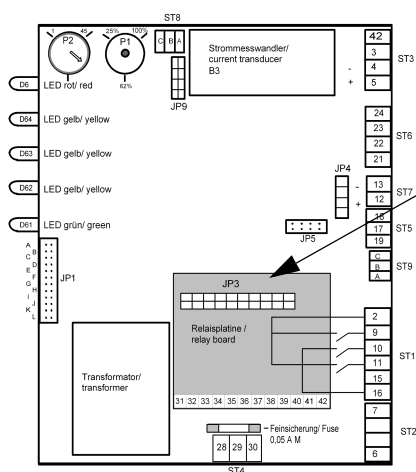 ST8
1 45
P2
25% 100%
P1
62%
C B A
JP9
Strommesswandler/
current transducer
B3
42
3
- 4
+ 5
ST3
D6 LED rot/ red
D64 LED gelb/ yellow
D63 LED gelb/ yellow
D62 LED gelb/ yellow
D61 LED grün/ green
24
23
22
21
ST6
JP4
-
+
13
12
ST7
JP5
18
17
19
ST5
C
B
A
ST9
A
B
C
D
E
F
G
H
I
J
K
L
JP1
JP3
Relaisplatine /
relay board
31 32 33 34 35 36 37 38 39 40 41 42
2
9
10
11
15
16
ST1
Transformator/
transformer
7
6
ST2
Feinsicherung/ Fuse
0,05 A M
28 29 30
ST4